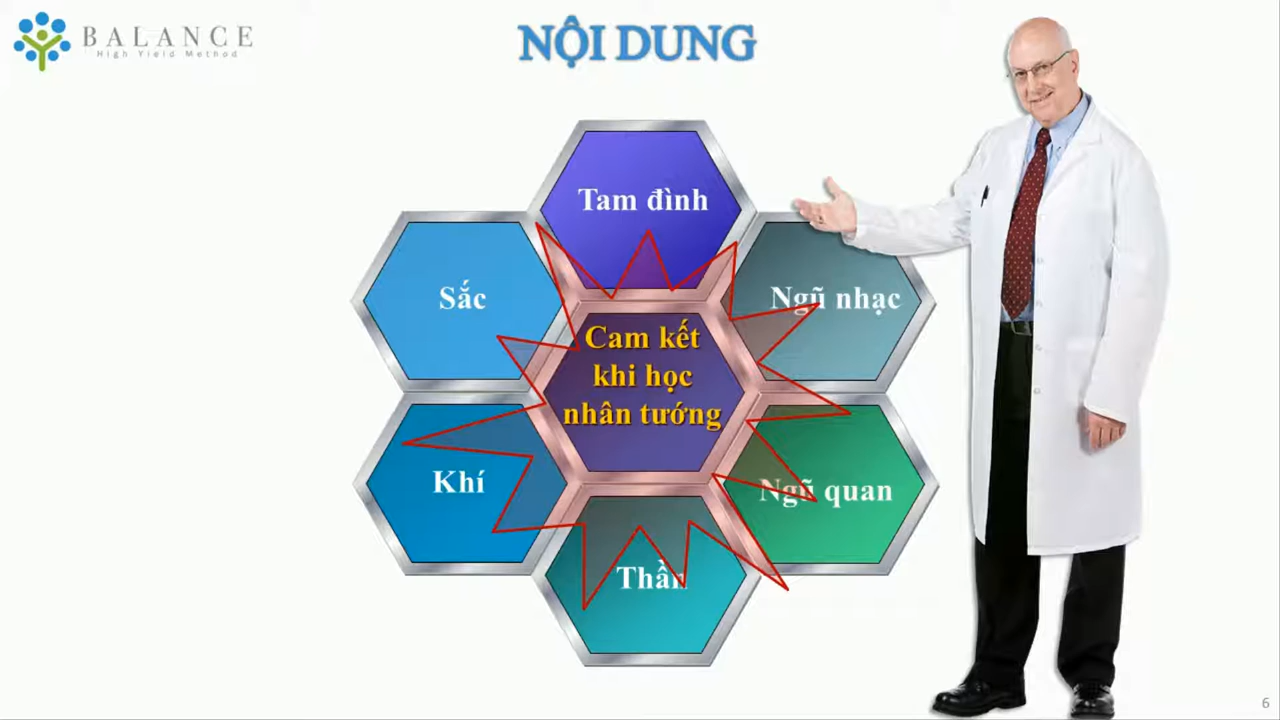 BALANCE
High Yield Method
NỘI DUNG
Tam đình
Sắc
Ngũ nhạc
Cam kết
khi học
nhân tướng
Khí
Ngũ quan
Thần
6